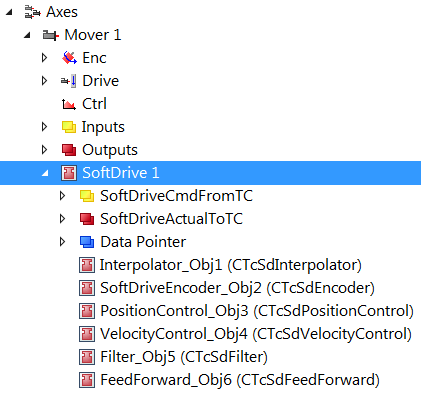 Axes
Mover 1
Enc
Drive
Ctrl
Inputs
Outputs
SoftDrive 1
SoftDriveCmdFromTC
SoftDriveActualToTC
Data Pointer
Interpolator_Obj1 (CTcSdInterpolator)
SoftDriveEncoder_Obj2 (CTcSdEncoder)
PositionControl_Obj3 (CTcSdPositionControl)
VelocityControl_Obj4 (CTcSdVelocityControl)
Filter_Obj5 (CTcSdFilter)
FeedForward_Obj6 (CTcSdFeedForward)